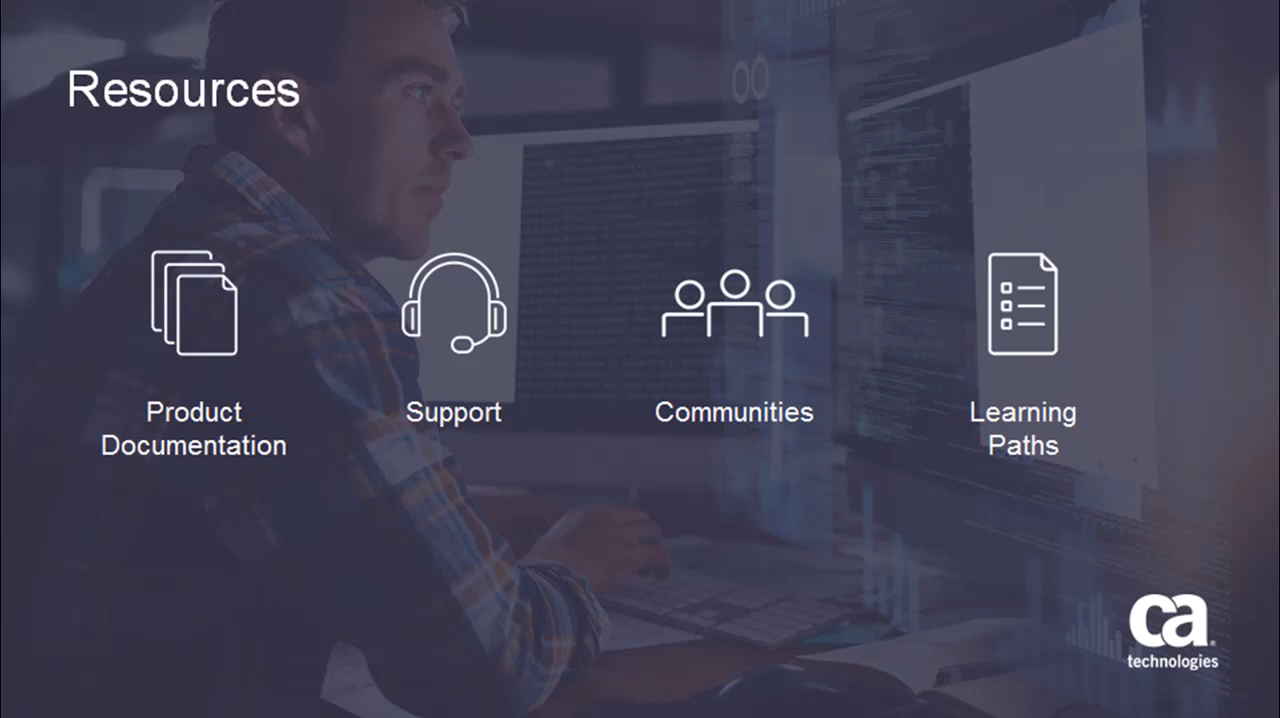 Resources
Product
Documentation
Support
Communities
Learning
Paths
ca
technologies